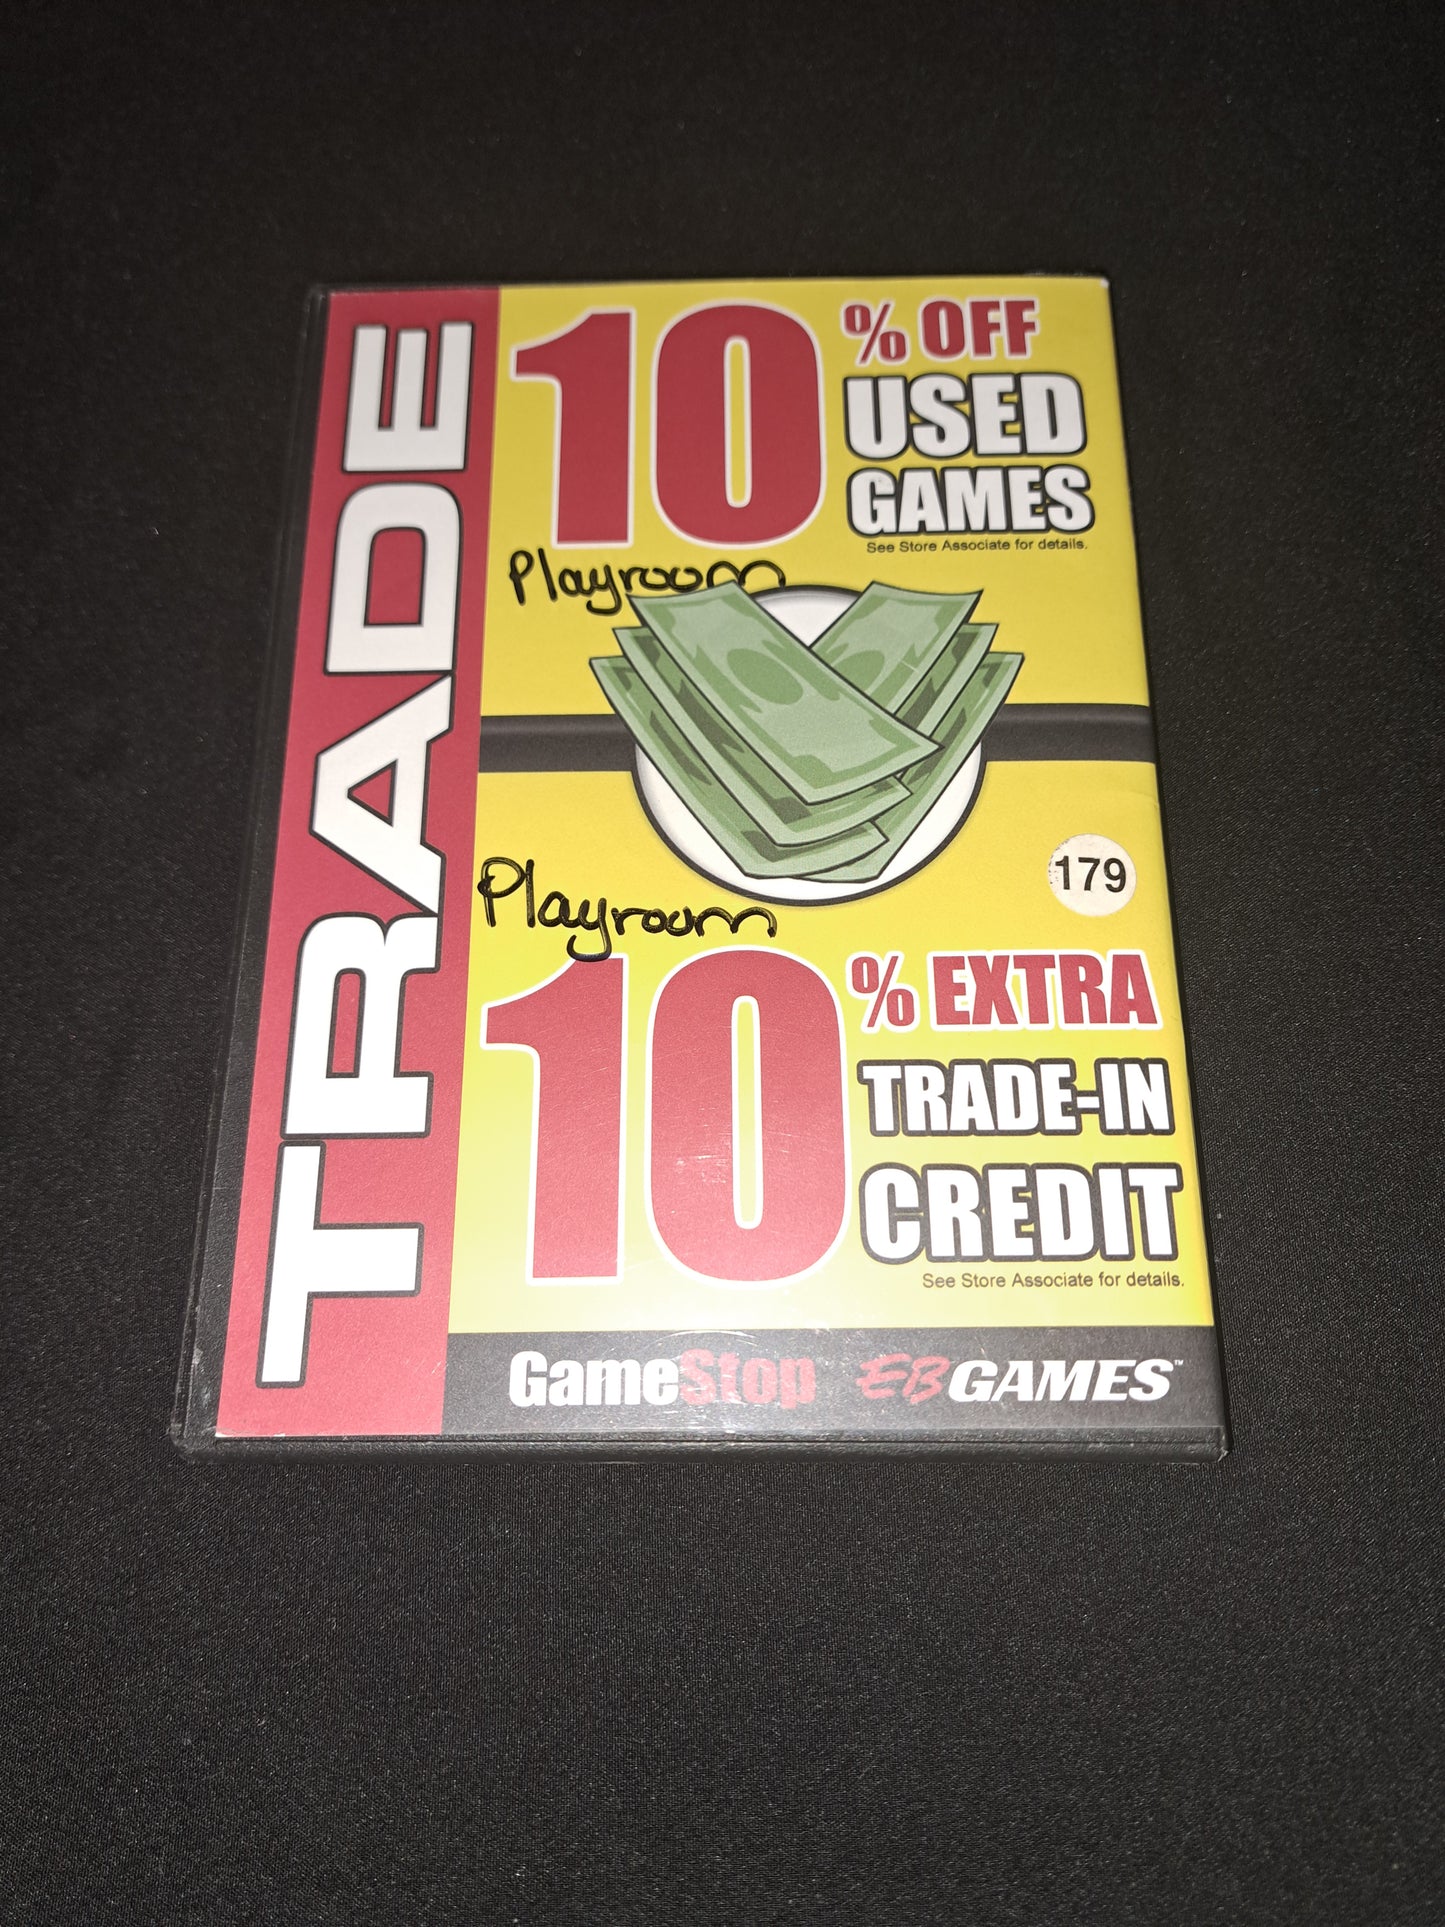 TRADE
10
% OFF
USED
GAMES
See Store Associate for details.
Playroom
179
Playroom
10
% EXTRA
TRADE-IN
CREDIT
See Store Associate for details.
GameStop EB GAMES™